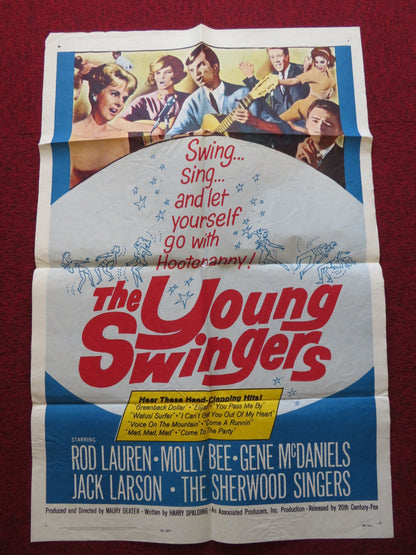 Swing...
sing...
and let
yourself
go with
Hootenanny!
The Young
Swingers
Hear These Hand-Clapping Hits!
"Greenback Dollar" • "Elijah" • "You Pass Me By"
"Watusi Surfer" • "I Can't Get You Out Of My Heart"
"Voice On The Mountain" • "Come A Runnin'"
"Mad, Mad, Mad" • "Come To The Party"
STARRING
ROD LAUREN • MOLLY BEE • GENE McDANIELS
JACK LARSON • THE SHERWOOD SINGERS
Produced and Directed by MAURY DEXTER • Written by HARRY SPALDING • An Associated Producers, Inc. Production • Released by 20th Century-Fox